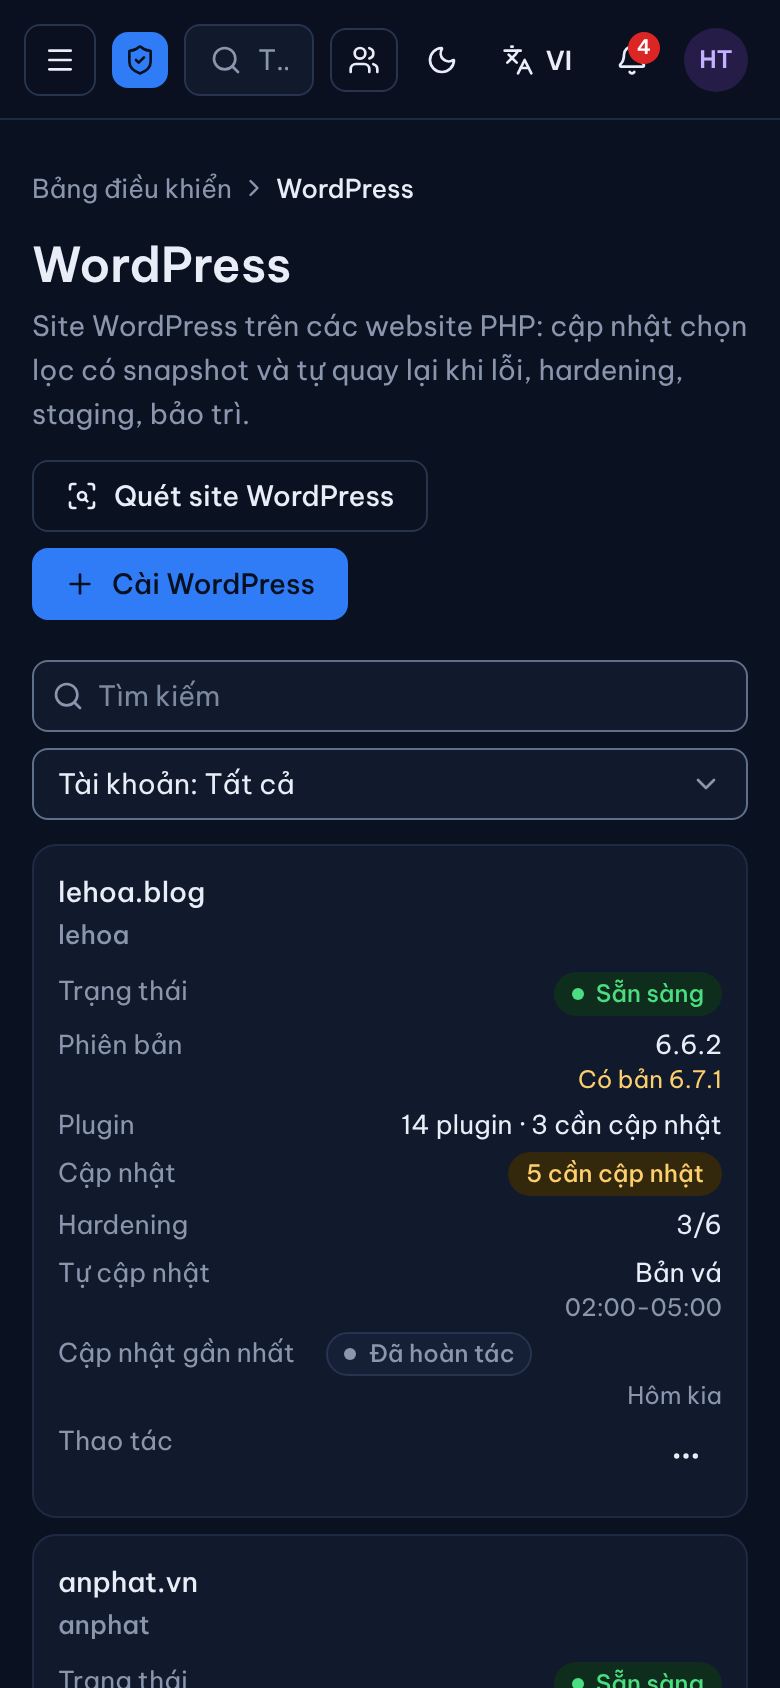 T..
VI
4
HT
Bảng điều khiển > WordPress
WordPress
Site WordPress trên các website PHP: cập nhật chọn
lọc có snapshot và tự quay lại khi lỗi, hardening,
staging, bảo trì.
Quét site WordPress
+ Cài WordPress
Tìm kiếm
Tài khoản: Tất cả
lehoa.blog
lehoa
Trạng thái Sẵn sàng
Phiên bản 6.6.2
Có bản 6.7.1
Plugin 14 plugin · 3 cần cập nhật
Cập nhật 5 cần cập nhật
Hardening 3/6
Tự cập nhật Bản vá
02:00-05:00
Cập nhật gần nhất Đã hoàn tác
Hôm kia
Thao tác ...
anphat.vn
anphat
Trạng thái Sẵn sàng